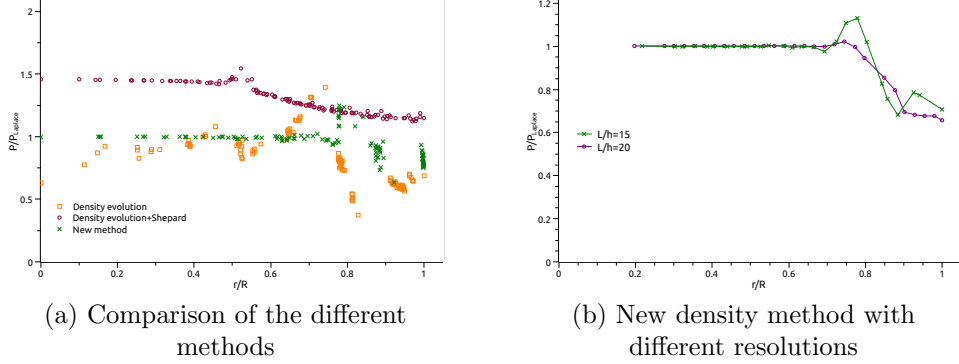 2
1.5
1
0.5
0
P/P Laplace
Density evolution
Density evolution+Shepard
New method
0 0.2 0.4 0.6 0.8 1
r/R
(a) Comparison of the different
methods
1.2
1
0.8
0.6
0.4
0.2
0
P/P Laplace
L/h=15
L/h=20
0 0.2 0.4 0.6 0.8 1
r/R
(b) New density method with
different resolutions